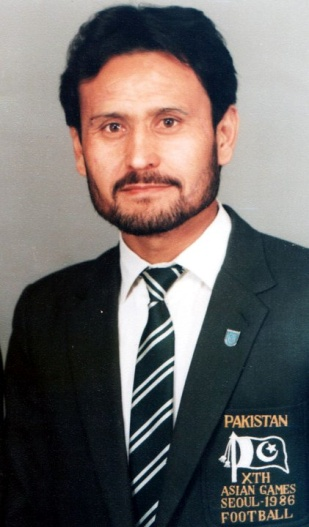 PAKISTAN
XTH
ASIAN GAMES
SEOUL-1986
FOOTBALL